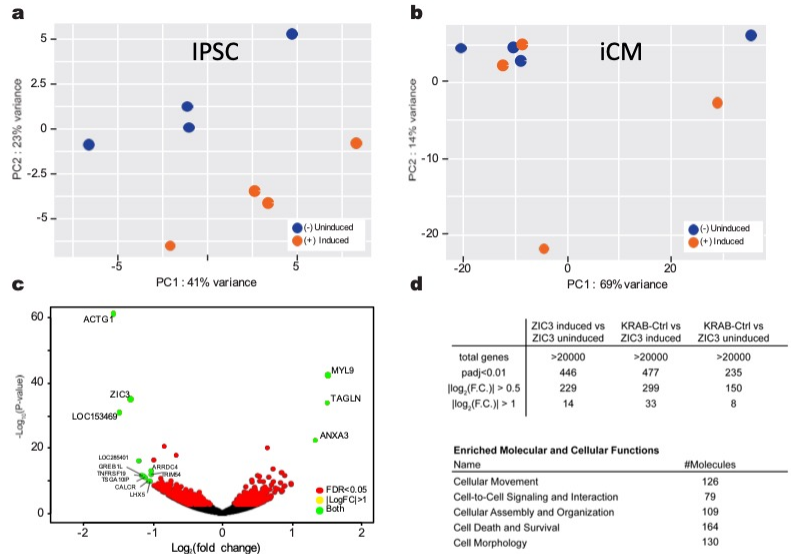 a
IPSC
5
2.5
0
-2.5
-5
PC2 : 23% variance
-5
5
PC1 : 41% variance
(-) Uninduced
(+) Induced
b
iCM
0
-10
-20
PC2 : 14% variance
-20
0
20
PC1 : 69% variance
(-) Uninduced
(+) Induced
c
60
40
20
0
-Log10(P-value)
ACTG1
ZIC3
LOC153469
MYL9
TAGLN
ANXA3
LOC285401
GREB1L
TNFRSF19
TSGA10IP
CALCR
LHX5
ARRDC4
TRIM54
FDR<0.05
|LogFC|>1
Both
-2
-1
0
1
2
Log2(fold change)
d
ZIC3 induced vs ZIC3 uninduced
KRAB-Ctrl vs ZIC3 induced
KRAB-Ctrl vs ZIC3 uninduced
total genes >20000 >20000 >20000
padj<0.01 446 477 235
|log2(F.C.)| > 0.5 229 299 150
|log2(F.C.)| > 1 14 33 8
Enriched Molecular and Cellular Functions
Name #Molecules
Cellular Movement 126
Cell-to-Cell Signaling and Interaction 79
Cellular Assembly and Organization 109
Cell Death and Survival 164
Cell Morphology 130